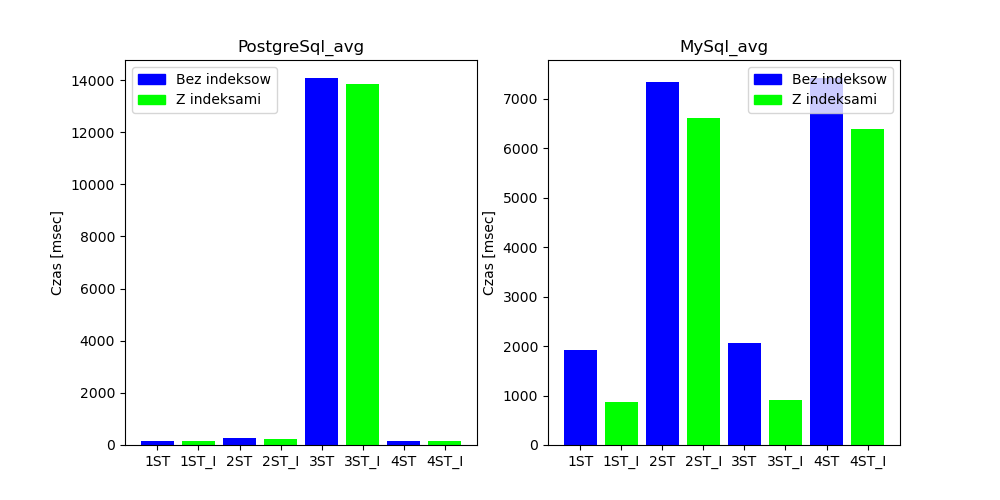 PostgreSql_avg
Bez indeksow
Z indeksami
Czas [msec]
14000
12000
10000
8000
6000
4000
2000
0
1ST 1ST_I 2ST 2ST_I 3ST 3ST_I 4ST 4ST_I
MySql_avg
Bez indeksow
Z indeksami
Czas [msec]
7000
6000
5000
4000
3000
2000
1000
0
1ST 1ST_I 2ST 2ST_I 3ST 3ST_I 4ST 4ST_I